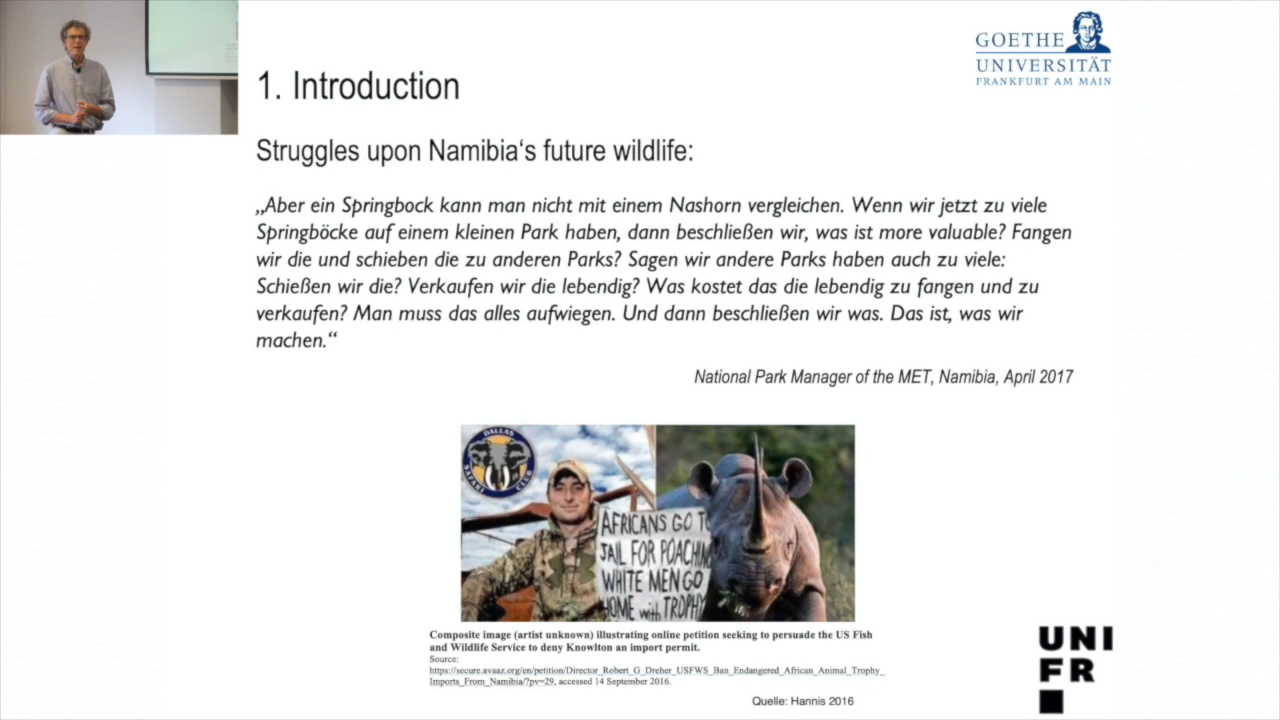 GOETHE
UNIVERSITÄT
FRANKFURT AM MAIN
1. Introduction
Struggles upon Namibia‘s future wildlife:
„Aber ein Springbock kann man nicht mit einem Nashorn vergleichen. Wenn wir jetzt zu viele
Springböcke auf einem kleinen Park haben, dann beschließen wir, was ist more valuable? Fangen
wir die und schieben die zu anderen Parks? Sagen wir andere Parks haben auch zu viele:
Schießen wir die? Verkaufen wir die lebendig? Was kostet das die lebendig zu fangen und zu
verkaufen? Man muss das alles aufwiegen. Und dann beschließen wir was. Das ist, was wir
machen.“
National Park Manager of the MET, Namibia, April 2017
DALLAS
SAFARI CLUB
AFRICANS GO TO
JAIL FOR POACHIN
WHITE MEN GO
HOME with TROPHY
Composite image (artist unknown) illustrating online petition seeking to persuade the US Fish
and Wildlife Service to deny Knowlton an import permit.
Source:
https://secure.avaaz.org/en/petition/Director_Robert_G_Dreher_USFWS_Ban_Endangered_African_Animal_Trophy_
Imports_From_Namibia/?pv=29, accessed 14 September 2016.
Quelle: Hannis 2016
UNI
FR